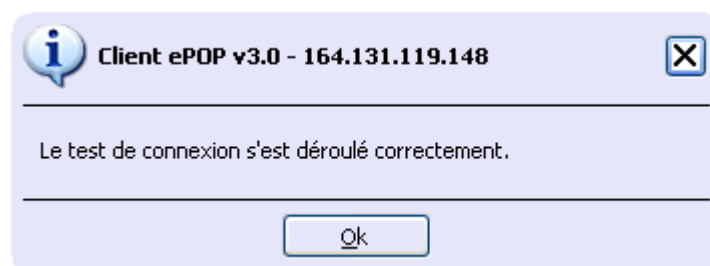 Client ePOP v3.0 - 164.131.119.148
Le test de connexion s'est déroulé correctement.
Ok